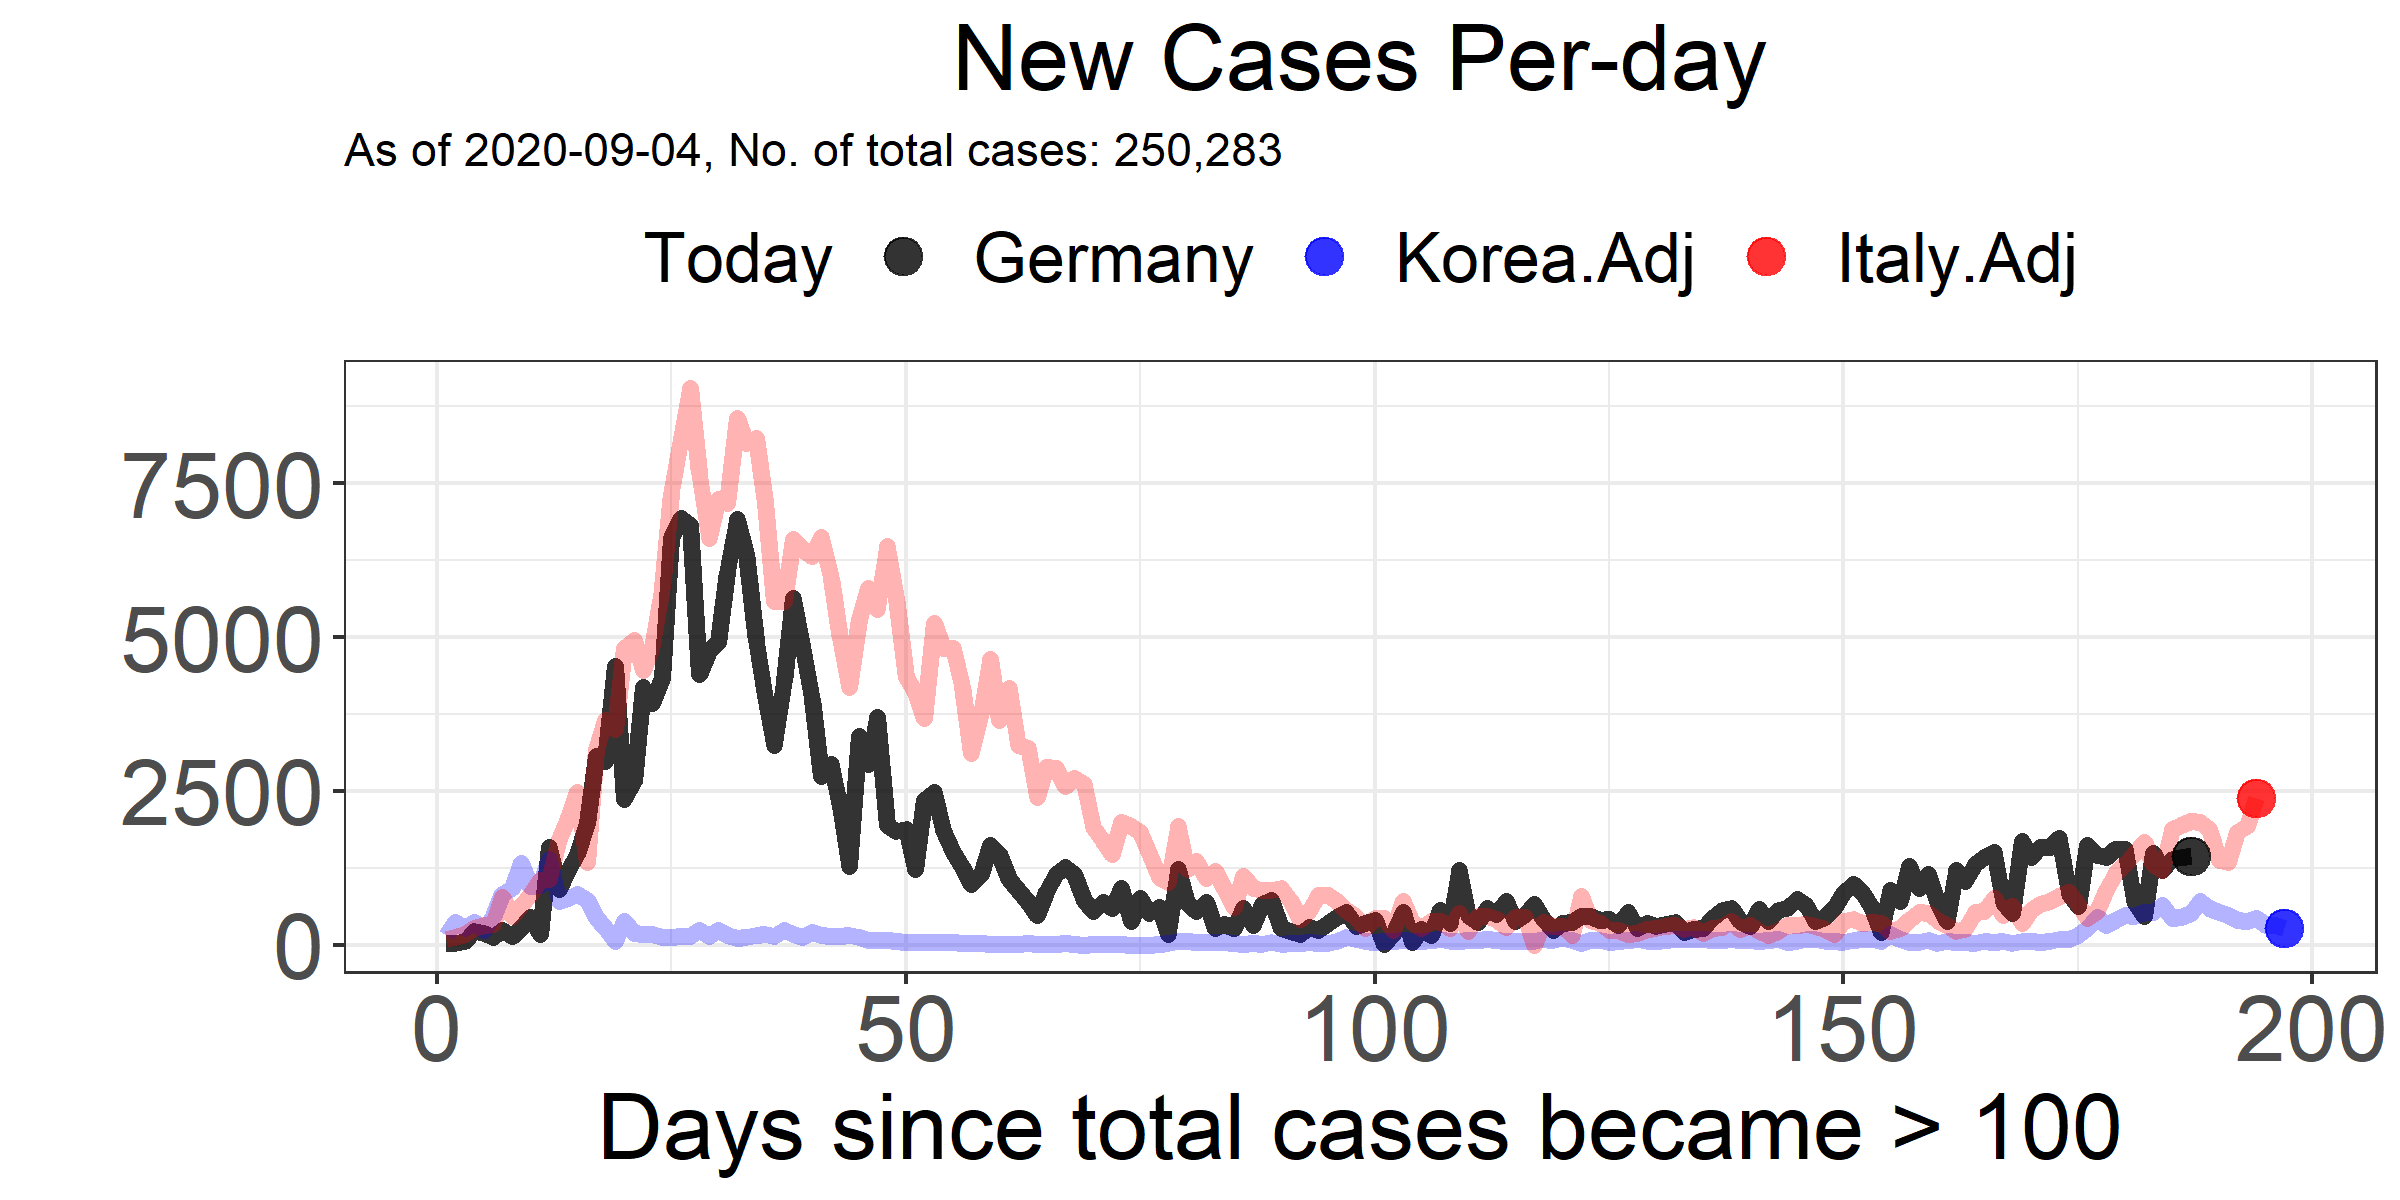 New Cases Per-day
As of 2020-09-04, No. of total cases: 250,283
Today Germany Korea.Adj Italy.Adj
7500
5000
2500
0
0 50 100 150 200
Days since total cases became > 100